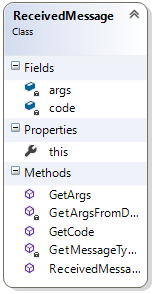 ReceivedMessage
Class
Fields
args
code
Properties
this
Methods
GetArgs
GetArgsFromD...
GetCode
GetMessageTy...
ReceivedMessa...